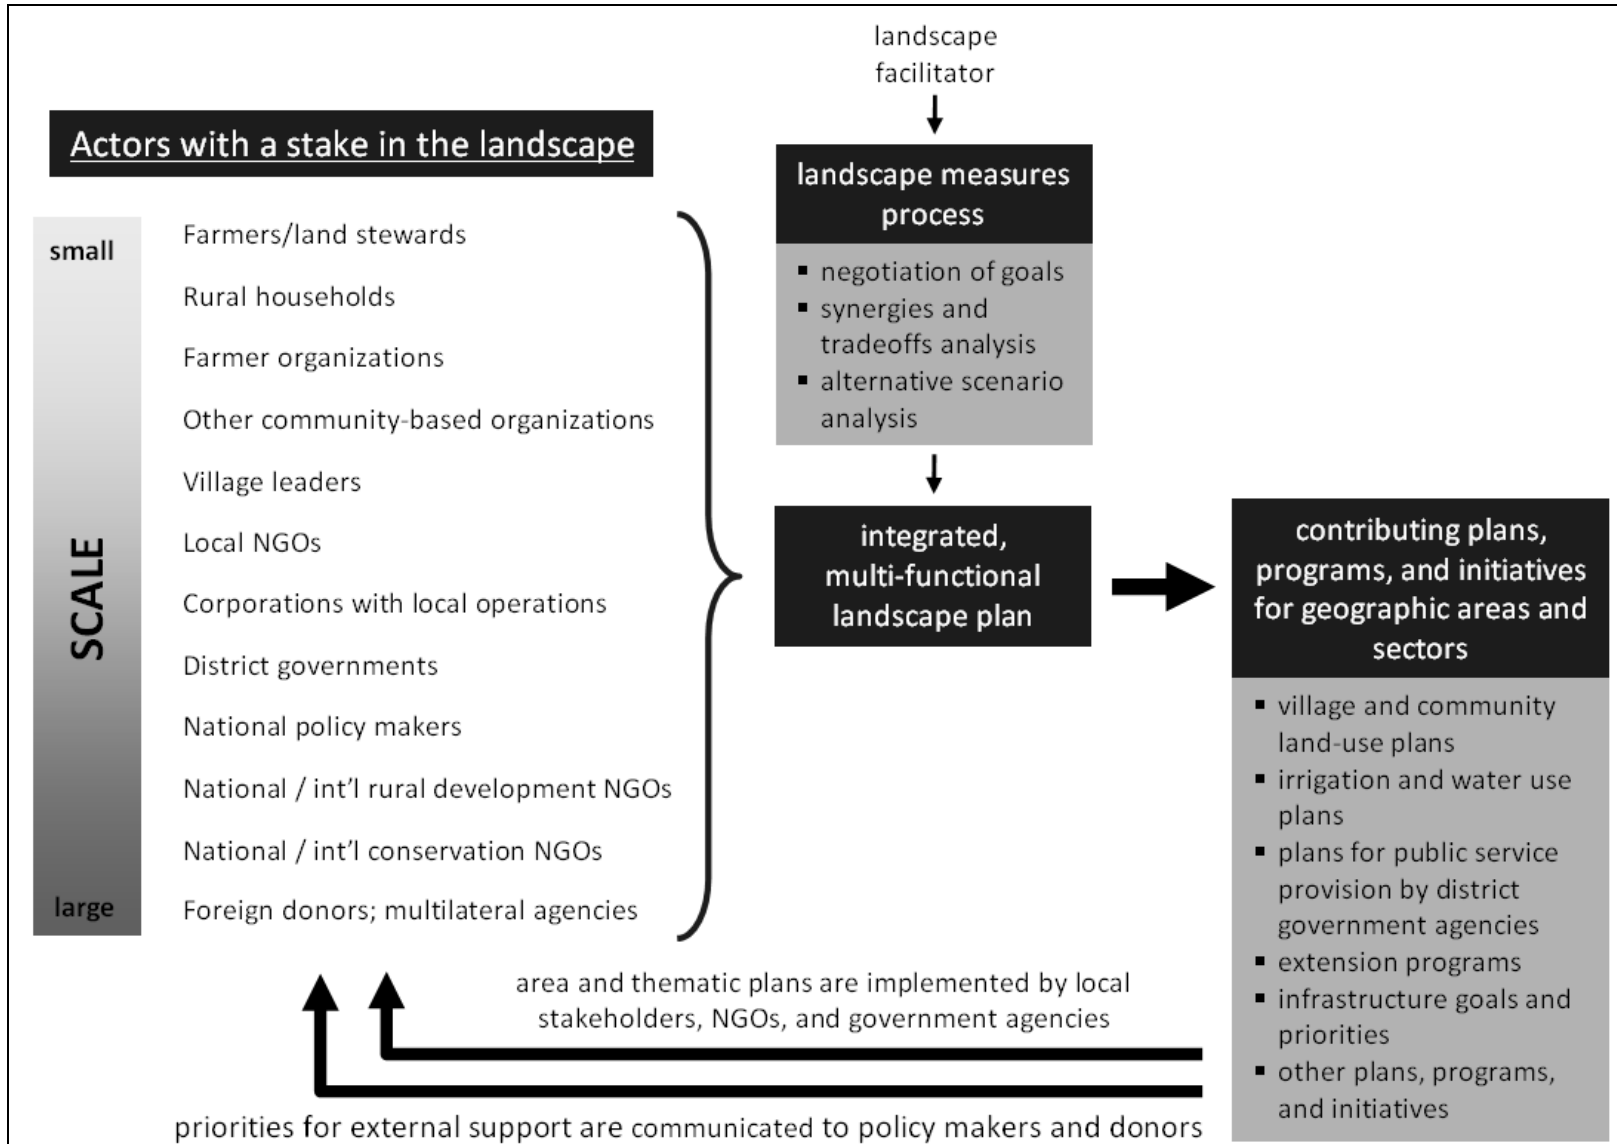 landscape
facilitator
Actors with a stake in the landscape
small
SCALE
large
Farmers/land stewards
Rural households
Farmer organizations
Other community-based organizations
Village leaders
Local NGOs
Corporations with local operations
District governments
National policy makers
National / int'l rural development NGOs
National / int'l conservation NGOs
Foreign donors; multilateral agencies
landscape measures
process
▪ negotiation of goals
▪ synergies and
tradeoffs analysis
▪ alternative scenario
analysis
integrated,
multi-functional
landscape plan
contributing plans,
programs, and initiatives
for geographic areas and
sectors
▪ village and community
land-use plans
▪ irrigation and water use
plans
▪ plans for public service
provision by district
government agencies
▪ extension programs
▪ infrastructure goals and
priorities
▪ other plans, programs,
and initiatives
area and thematic plans are implemented by local
stakeholders, NGOs, and government agencies
priorities for external support are communicated to policy makers and donors